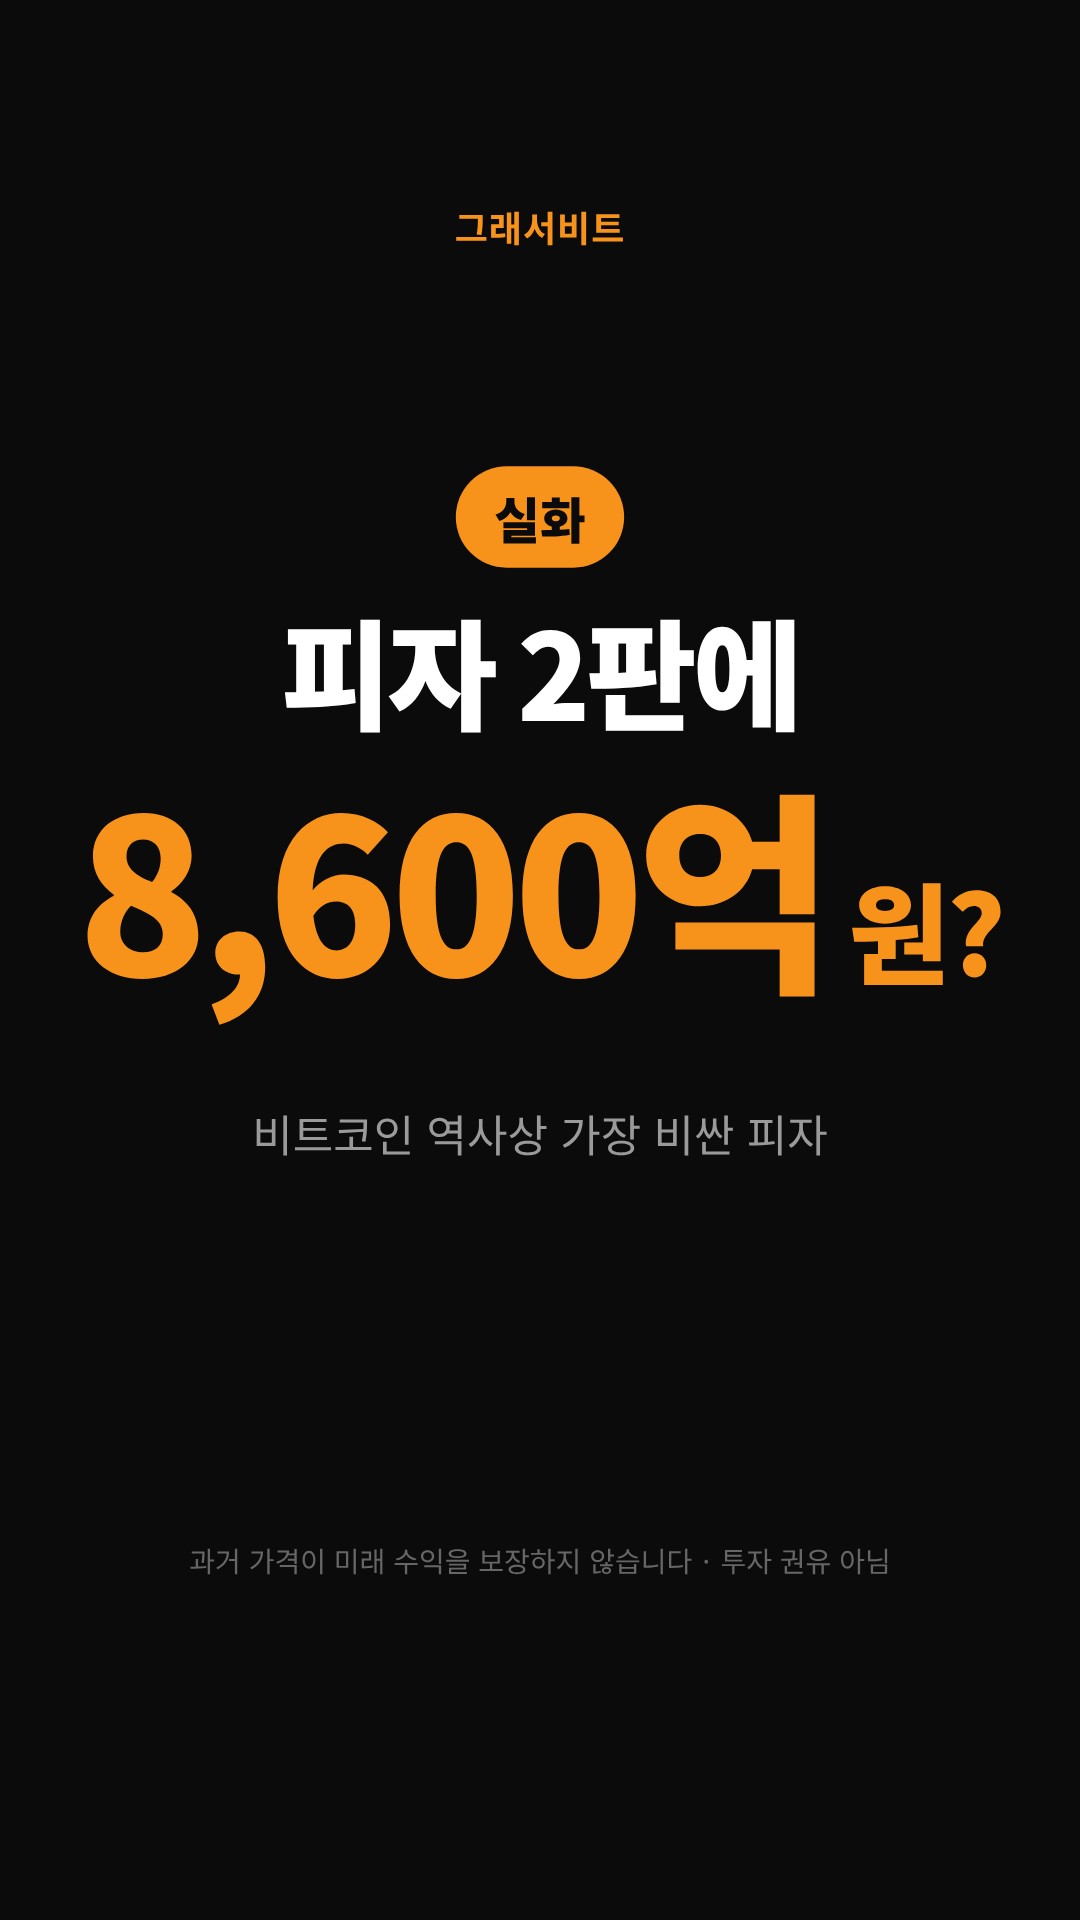 그래서비트
실화
피자 2판에
8,600억 원?
비트코인 역사상 가장 비싼 피자
과거 가격이 미래 수익을 보장하지 않습니다 · 투자 권유 아님